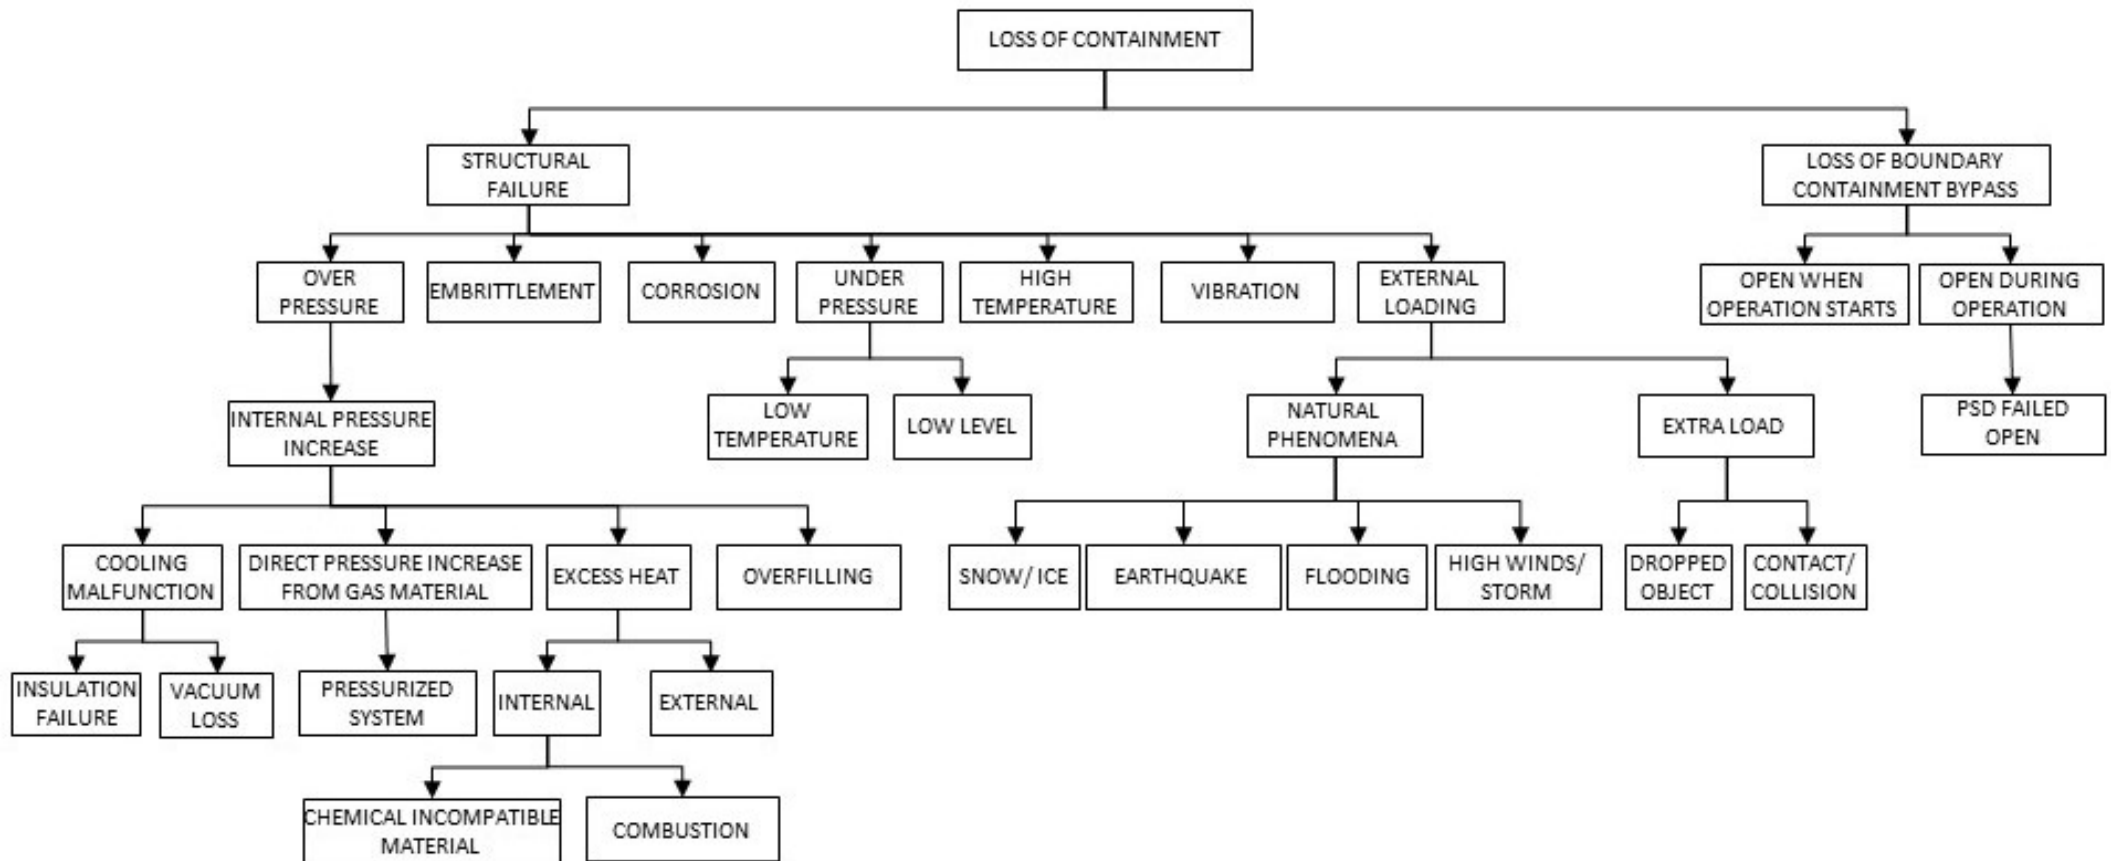 LOSS OF CONTAINMENT
STRUCTURAL
FAILURE
LOSS OF BOUNDARY
CONTAINMENT BYPASS
OVER
PRESSURE
EMBRITTLEMENT
CORROSION
UNDER
PRESSURE
HIGH
TEMPERATURE
VIBRATION
EXTERNAL
LOADING
OPEN WHEN
OPERATION STARTS
OPEN DURING
OPERATION
INTERNAL PRESSURE
INCREASE
LOW
TEMPERATURE
LOW LEVEL
NATURAL
PHENOMENA
EXTRA LOAD
PSD FAILED
OPEN
COOLING
MALFUNCTION
DIRECT PRESSURE INCREASE
FROM GAS MATERIAL
EXCESS HEAT
OVERFILLING
SNOW/ ICE
EARTHQUAKE
FLOODING
HIGH WINDS/
STORM
DROPPED
OBJECT
CONTACT/
COLLISION
INSULATION
FAILURE
VACUUM
LOSS
PRESSURIZED
SYSTEM
INTERNAL
EXTERNAL
CHEMICAL INCOMPATIBLE
MATERIAL
COMBUSTION